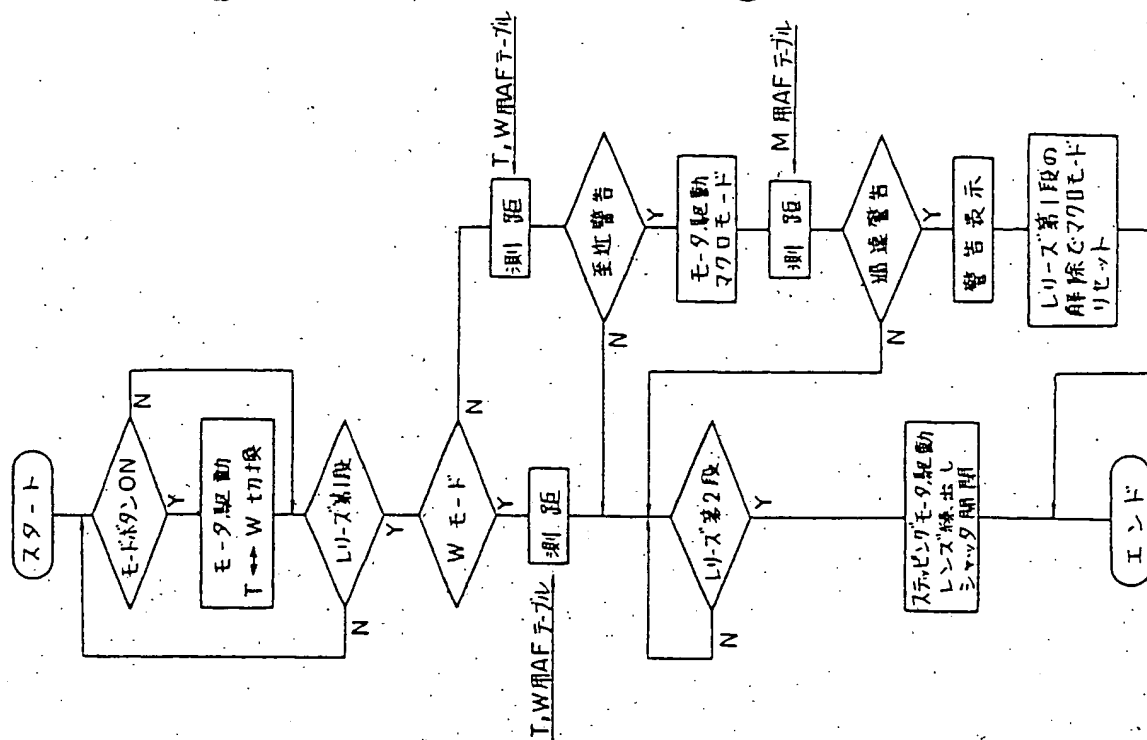 スタート
モードボタンON
N
Y
モータ駆動
T↔W切換
レリーズ第1段
N
Y
Wモード
N
Y
T,W用AFテーブル
測距
T,W用AFテーブル
測距
至近警告
N
Y
モータ駆動
マクロモード
M用AFテーブル
測距
過遠警告
N
Y
警告表示
レリーズ第1段の
解除でマクロモード
リセット
レリーズ第2段
N
Y
ステッピングモータ駆動
レンズ繰出し
シャッタ開閉
エンド